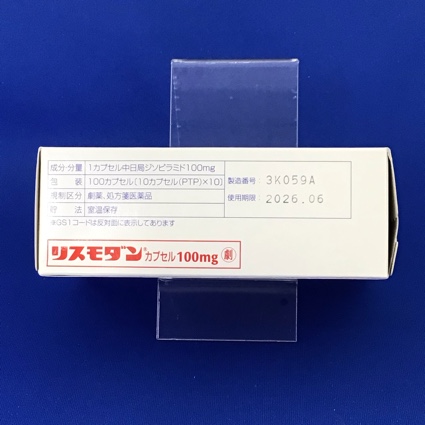 成分・分量 1カプセル中日局ジソピラミド100mg
包装 100カプセル(10カプセル(PTP)×10)
規制区分 劇薬、処方箋医薬品
貯法 室温保存
※GS1コードは反対面に表示してあります
製造番号 3K059A
使用期限 2026.06
リスモダン®カプセル100mg 劇